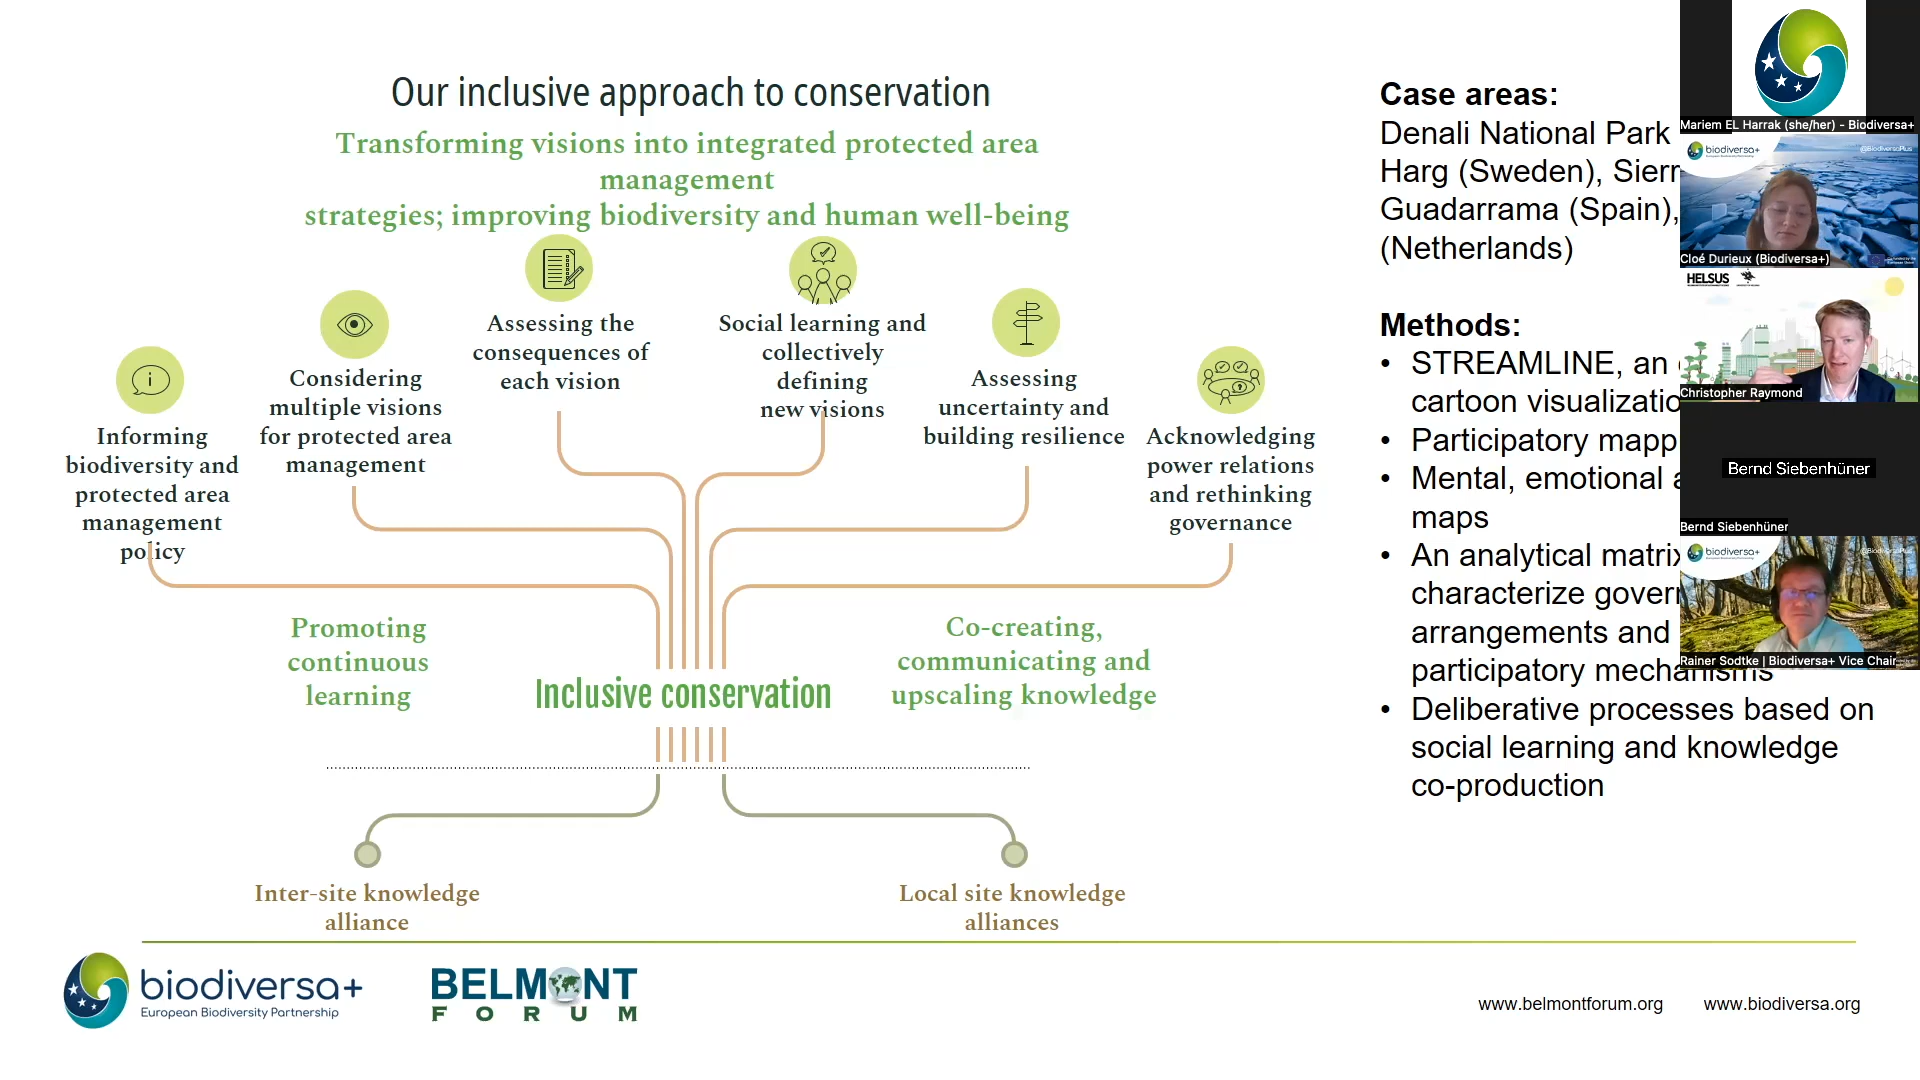 Our inclusive approach to conservation
Transforming visions into integrated protected area
management
strategies; improving biodiversity and human well-being
Informing
biodiversity and
protected area
management
policy
Considering
multiple visions
for protected area
management
Assessing the
consequences of
each vision
Social learning and
collectively
defining
new visions
Assessing
uncertainty and
building resilience
Acknowledging
power relations
and rethinking
governance
Promoting
continuous
learning
Inclusive conservation
Co-creating,
communicating and
upscaling knowledge
Inter-site knowledge
alliance
Local site knowledge
alliances
Case areas:
Denali National Park
Harg (Sweden), Sierr
Guadarrama (Spain),
(Netherlands)
Methods:
• STREAMLINE, an
cartoon visualizatio
• Participatory mapp
• Mental, emotional a
maps
• An analytical matrix
characterize gover
arrangements and
participatory mechanisms
• Deliberative processes based on
social learning and knowledge
co-production
Mariem EL Harrak (she/her) - Biodiversa+
biodiversa+
@BiodiversaPlus
Cloé Durieux (Biodiversa+)
HELSUS
Christopher Raymond
Bernd Siebenhüner
Bernd Siebenhüner
biodiversa+
@BiodiversaPlus
Rainer Sodtke | Biodiversa+ Vice Chair
biodiversa+
European Biodiversity Partnership
BELMONT
FORUM
www.belmontforum.org
www.biodiversa.org